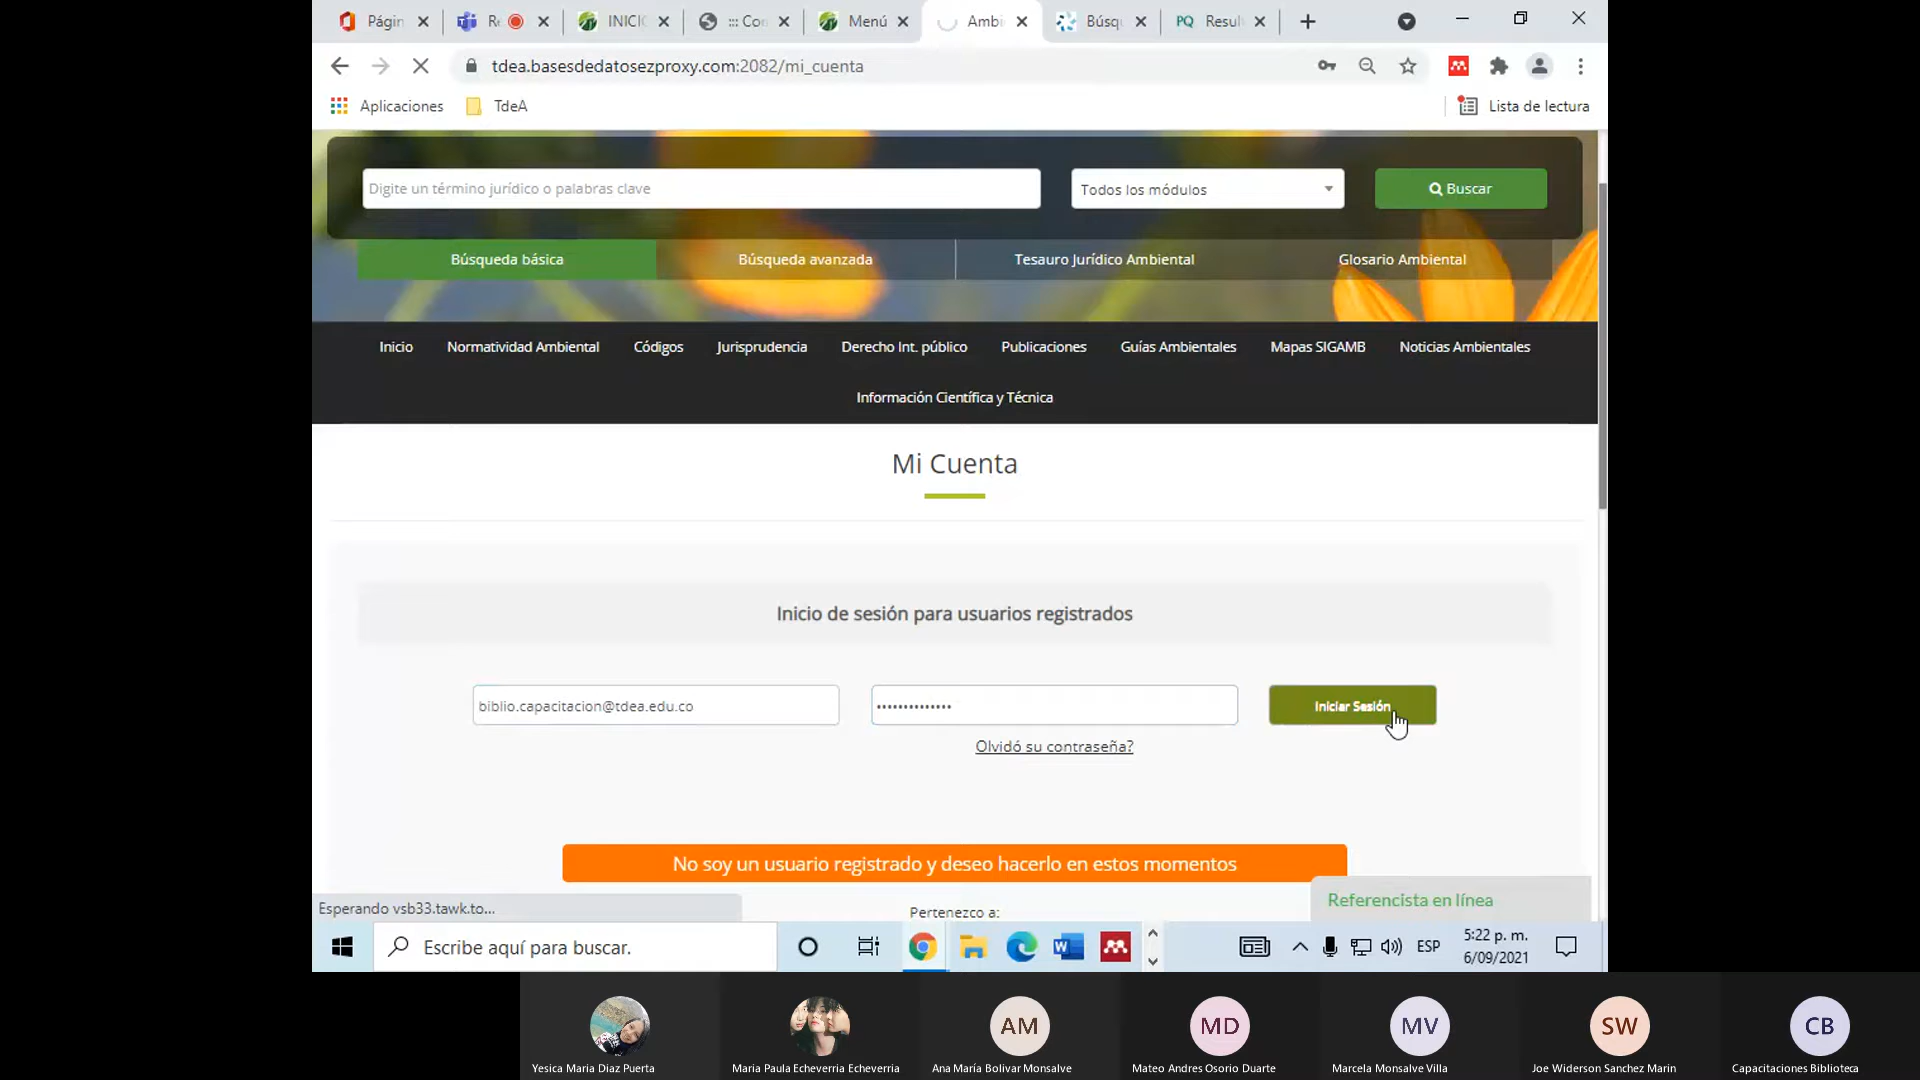 Págin
Re
INICIO
::: Con
Menú
Ambi
Búsqu
PQ Resul
tdea.basesdedatosezproxy.com:2082/mi_cuenta
Aplicaciones
TdeA
Lista de lectura
Digite un término jurídico o palabras clave
Todos los módulos
Buscar
Búsqueda básica
Búsqueda avanzada
Tesauro Jurídico Ambiental
Glosario Ambiental
Inicio
Normatividad Ambiental
Códigos
Jurisprudencia
Derecho Int. público
Publicaciones
Guías Ambientales
Mapas SIGAMB
Noticias Ambientales
Información Científica y Técnica
Mi Cuenta
Inicio de sesión para usuarios registrados
biblio.capacitacion@tdea.edu.co
••••••••••••••
Iniciar Sesión
Olvidó su contraseña?
No soy un usuario registrado y deseo hacerlo en estos momentos
Esperando vsb33.tawk.to...
Pertenezco a:
Referencista en línea
Escribe aquí para buscar.
ESP
5:22 p. m.
6/09/2021
AM
MD
MV
SW
CB
Yesica Maria Diaz Puerta
Maria Paula Echeverria Echeverria
Ana María Bolivar Monsalve
Mateo Andres Osorio Duarte
Marcela Monsalve Villa
Joe Widerson Sanchez Marin
Capacitaciones Biblioteca